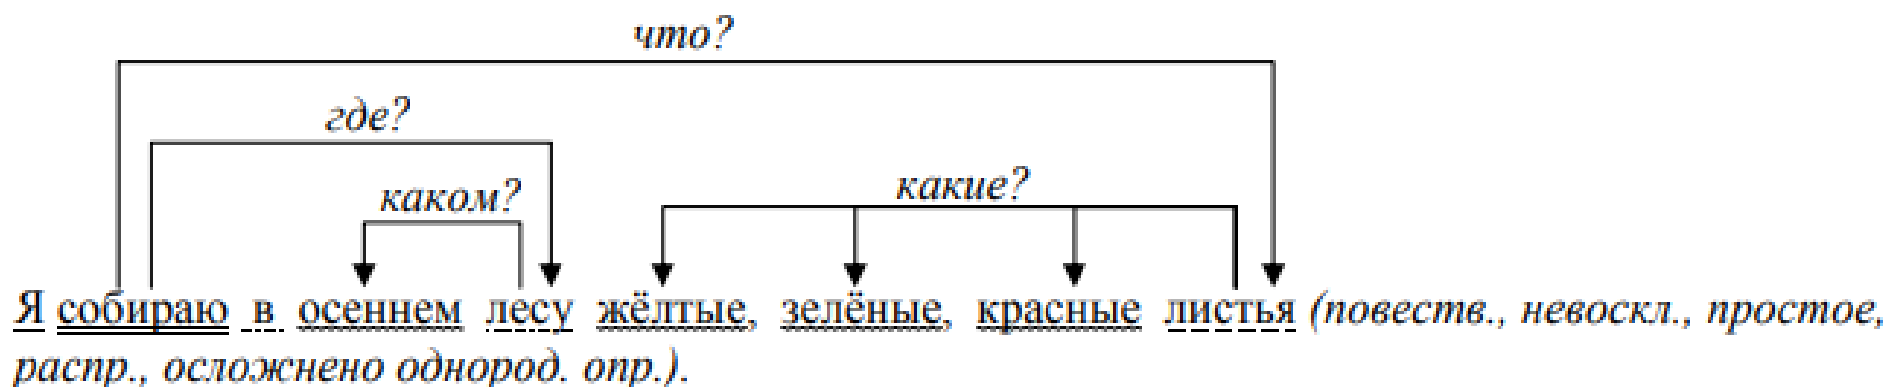 что?
где?
каком?
какие?
Я собираю в осеннем лесу жёлтые, зелёные, красные листья (повеств., невоскл., простое,
распр., осложнено однород. опр.).